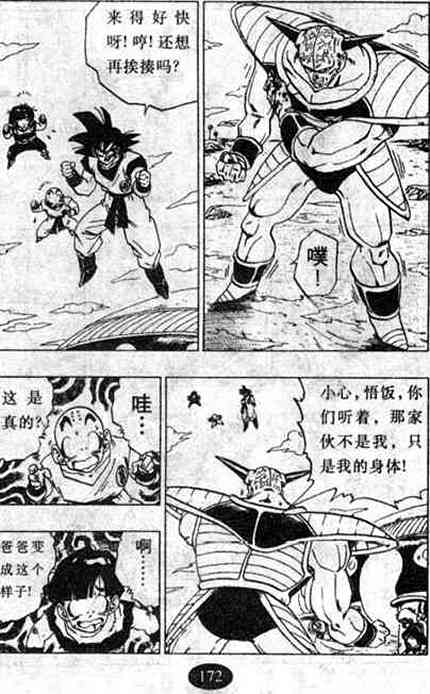 噗!
来得好快
呀!哼!还想
再挨揍吗?
小心,悟饭,你
们听着,那家
伙不是我,只
是我的身体!
哇…
这是
真的?
啊……
爸爸变
成这个
样子!
172